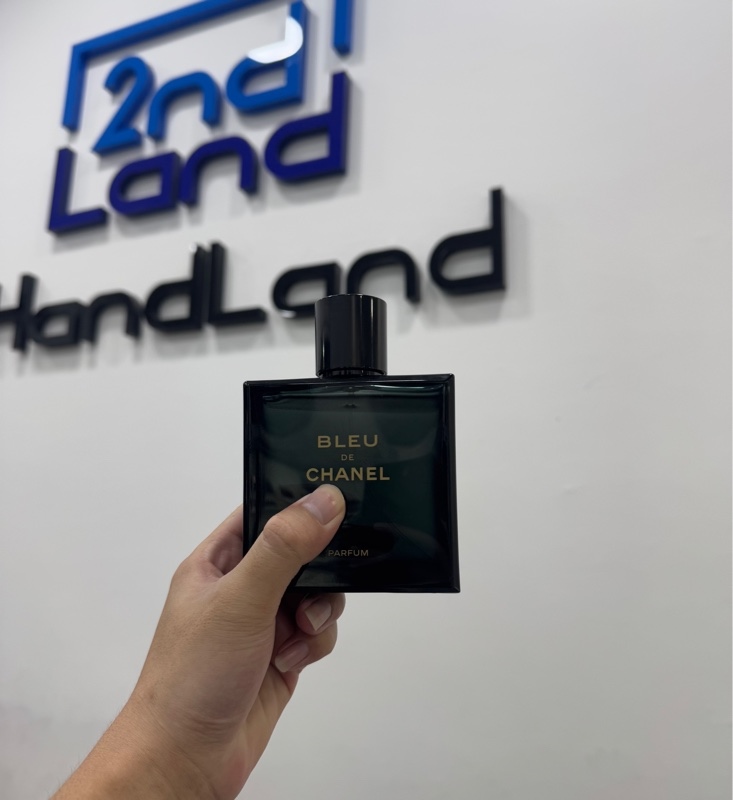 2nd
Land
HandLand
BLEU
DE
CHANEL
PARFUM